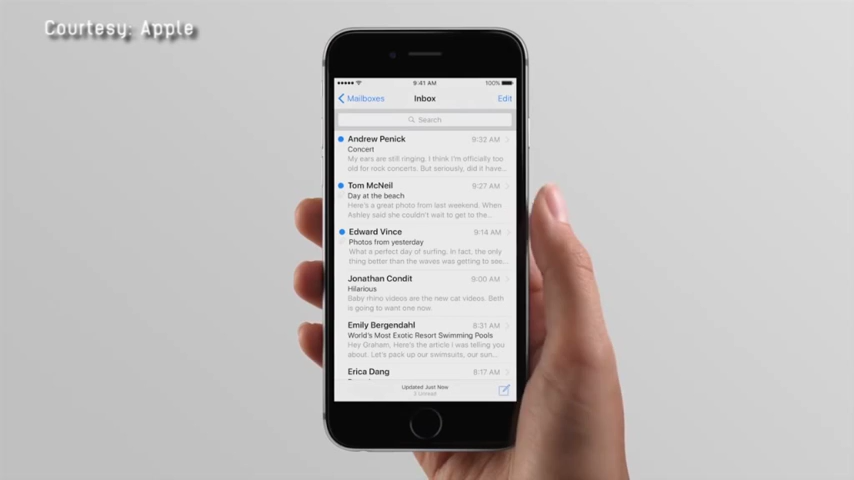 Courtesy: Apple
9:41 AM
100%
Mailboxes
Inbox
Edit
Search
Andrew Penick
9:32 AM
Concert
My ears are still ringing. I think I'm officially too
old for rock concerts. But seriously, did it have...
Tom McNeil
9:27 AM
Day at the beach
Here's a great photo from last weekend. When
Ashley said she couldn't wait to get to the...
Edward Vince
9:14 AM
Photos from yesterday
What a perfect day of surfing. In fact, the only
thing better than the waves was getting to see...
Jonathan Condit
9:00 AM
Hilarious
Baby rhino videos are the new cat videos. Beth
is going to want one now.
Emily Bergendahl
8:31 AM
World's Most Exotic Resort Swimming Pools
Hey Graham, Here's the article I was telling you
about. Let's pack up our swimsuits, our sun...
Erica Dang
8:17 AM
Updated Just Now
Unread